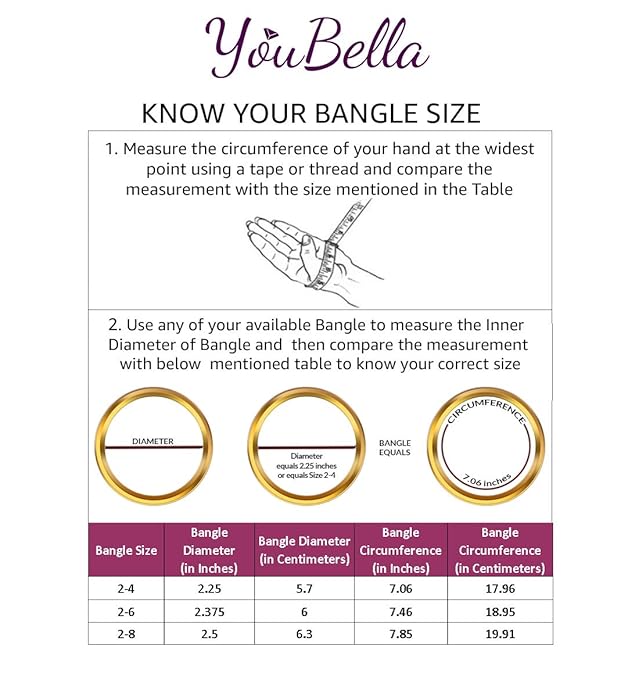 YouBella
KNOW YOUR BANGLE SIZE
1. Measure the circumference of your hand at the widest
point using a tape or thread and compare the
measurement with the size mentioned in the Table
2. Use any of your available Bangle to measure the Inner
Diameter of Bangle and then compare the measurement
with below mentioned table to know your correct size
DIAMETER
Diameter
equals 2.25 inches
or equals Size 2-4
BANGLE
EQUALS
CIRCUMFERENCE
7.06 inches
Bangle Size | Bangle Diameter (in Inches) | Bangle Diameter (in Centimeters) | Bangle Circumference (in Inches) | Bangle Circumference (in Centimeters)
2-4 | 2.25 | 5.7 | 7.06 | 17.96
2-6 | 2.375 | 6 | 7.46 | 18.95
2-8 | 2.5 | 6.3 | 7.85 | 19.91